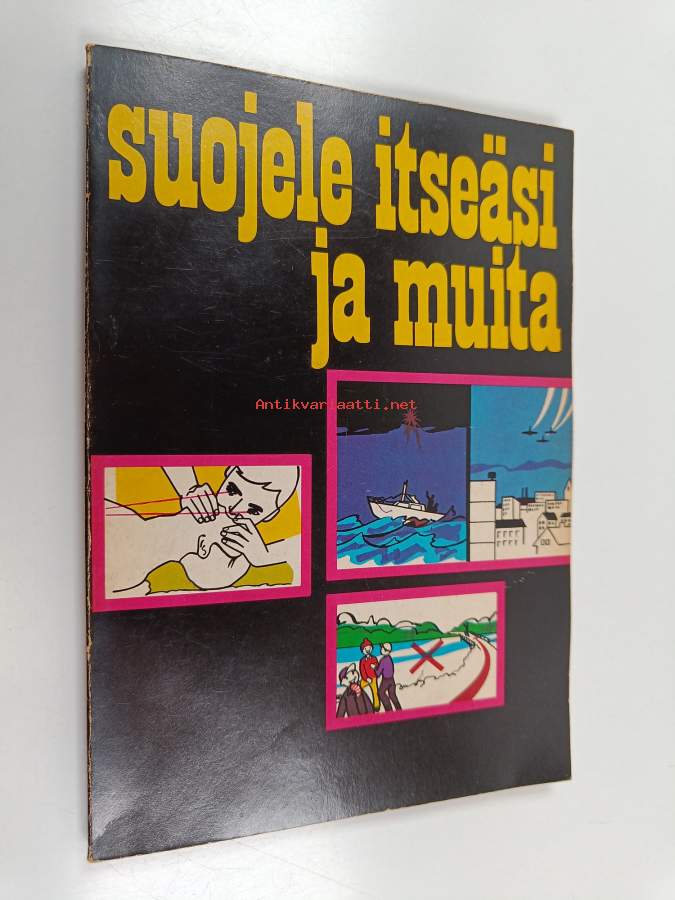 suojele itseäsi
ja muita
Antikvariaatti.net